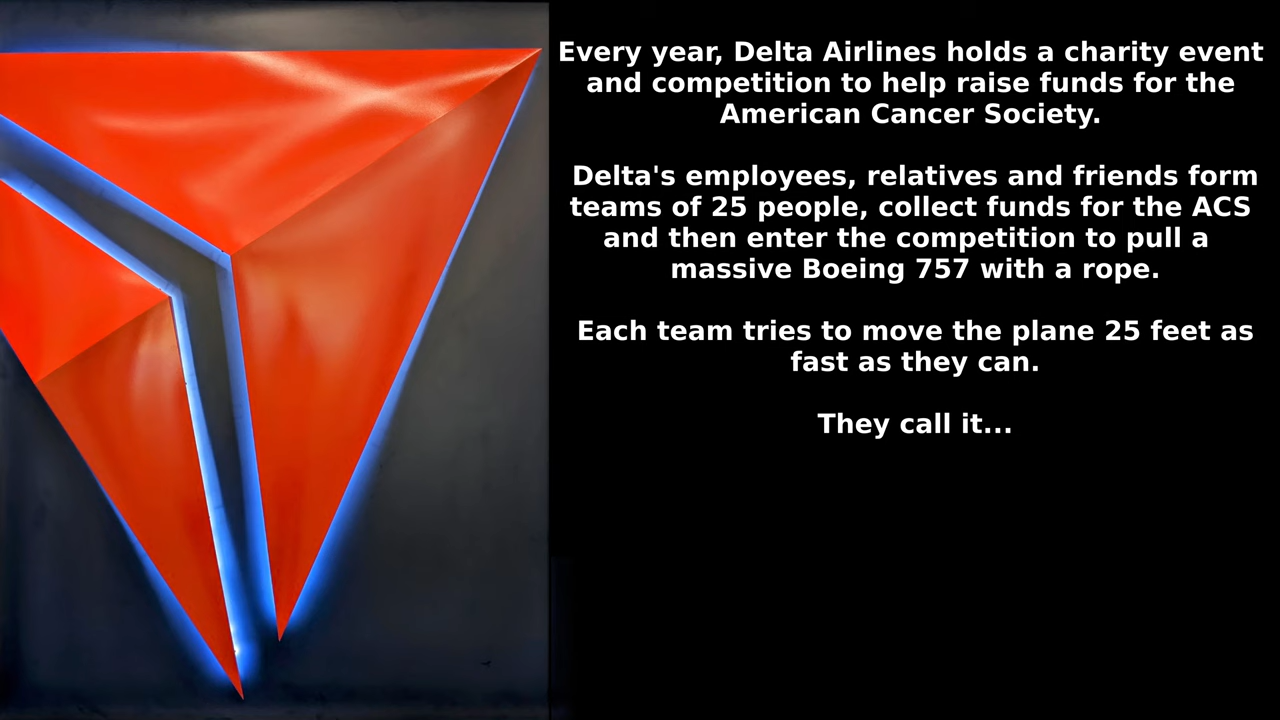 Every year, Delta Airlines holds a charity event
and competition to help raise funds for the
American Cancer Society.
Delta's employees, relatives and friends form
teams of 25 people, collect funds for the ACS
and then enter the competition to pull a
massive Boeing 757 with a rope.
Each team tries to move the plane 25 feet as
fast as they can.
They call it...